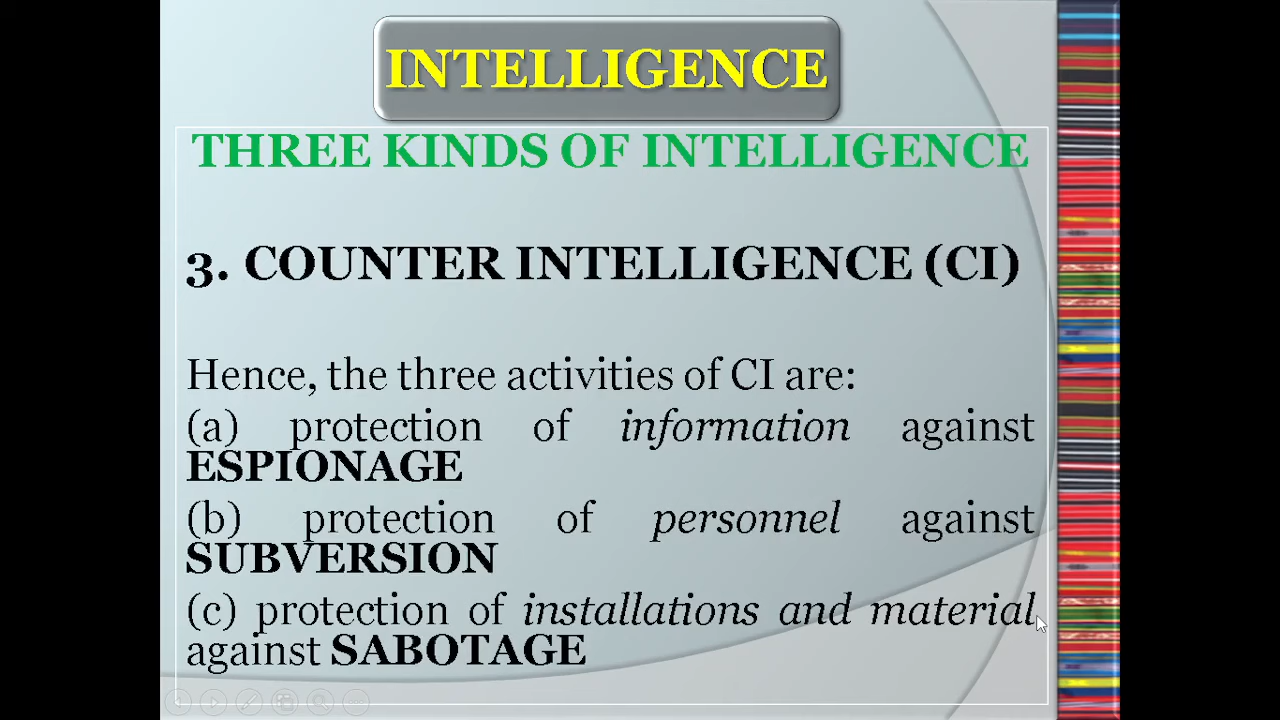 INTELLIGENCE
THREE KINDS OF INTELLIGENCE
3. COUNTER INTELLIGENCE (CI)
Hence, the three activities of CI are:
(a) protection of information against
ESPIONAGE
(b) protection of personnel against
SUBVERSION
(c) protection of installations and material
against SABOTAGE